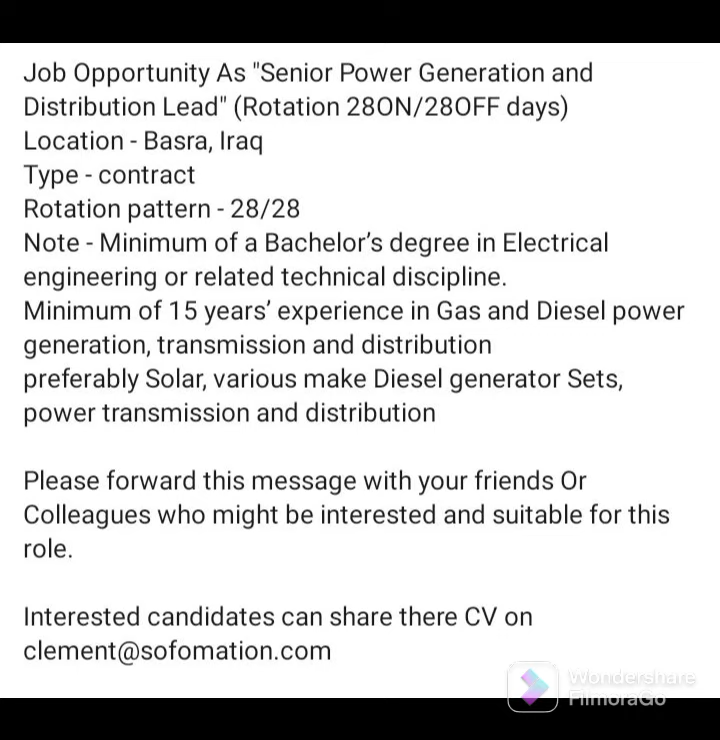 Job Opportunity As "Senior Power Generation and
Distribution Lead" (Rotation 28ON/28OFF days)
Location - Basra, Iraq
Type - contract
Rotation pattern - 28/28
Note - Minimum of a Bachelor’s degree in Electrical
engineering or related technical discipline.
Minimum of 15 years’ experience in Gas and Diesel power
generation, transmission and distribution
preferably Solar, various make Diesel generator Sets,
power transmission and distribution
Please forward this message with your friends Or
Colleagues who might be interested and suitable for this
role.
Interested candidates can share there CV on
clement@sofomation.com
Wondershare
FilmoraGo